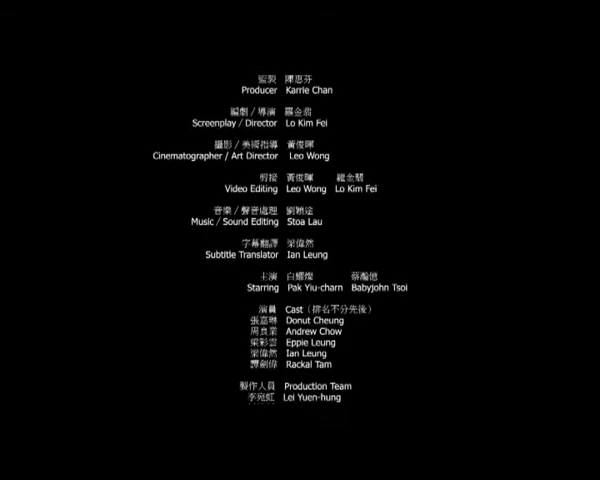 監製 陳惠芬
Producer Karrie Chan
編劇 / 導演 羅金翡
Screenplay / Director Lo Kim Fei
攝影 / 美術指導 黃俊暉
Cinematographer / Art Director Leo Wong
剪接 黃俊暉 羅金翡
Video Editing Leo Wong Lo Kim Fei
音樂 / 聲音處理 劉穎途
Music / Sound Editing Stoa Lau
字幕翻譯 梁偉然
Subtitle Translator Ian Leung
主演 白耀燦 蔡瀚億
Starring Pak Yiu-charn Babyjohn Tsoi
演員 Cast（排名不分先後）
張嘉琳 Donut Cheung
周良業 Andrew Chow
梁彩雲 Eppie Leung
梁偉然 Ian Leung
譚劍偉 Rackal Tam
製作人員 Production Team
李宛虹 Lei Yuen-hung